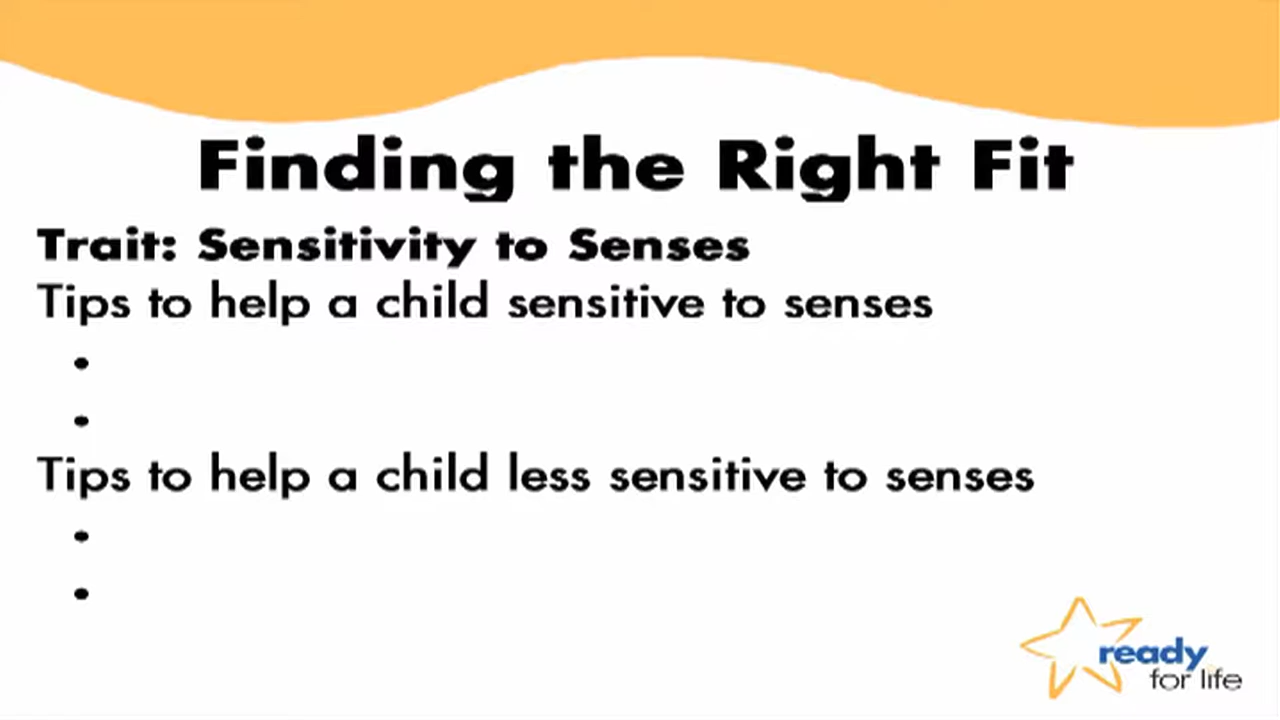 Finding the Right Fit
Trait: Sensitivity to Senses
Tips to help a child sensitive to senses
•
•
Tips to help a child less sensitive to senses
•
•
ready
for life